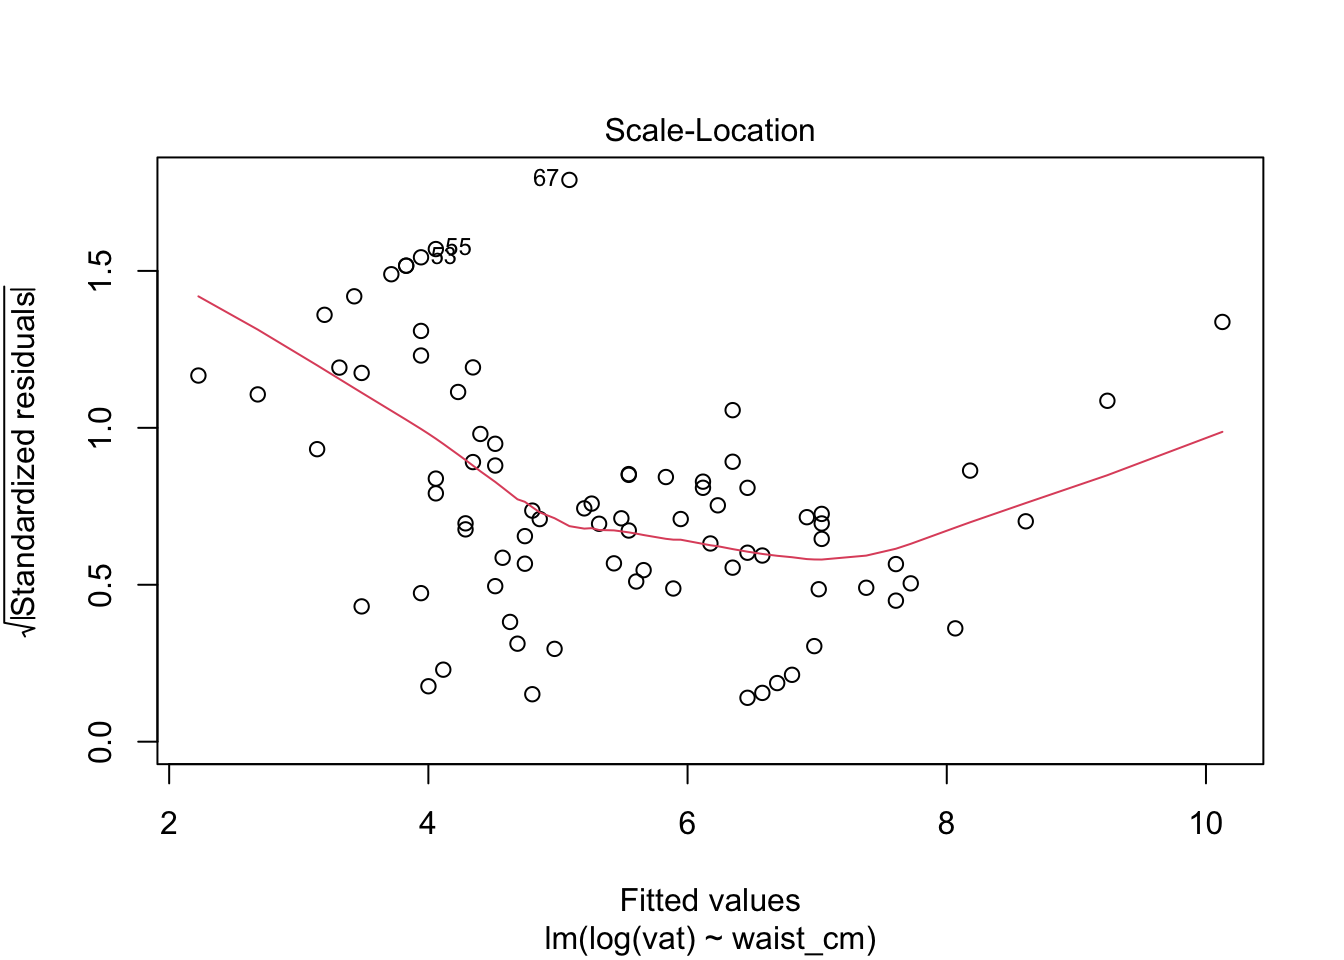 Scale-Location
√|Standardized residuals|
1.5
1.0
0.5
0.0
67
55
53
2 4 6 8 10
Fitted values
lm(log(vat) ~ waist_cm)